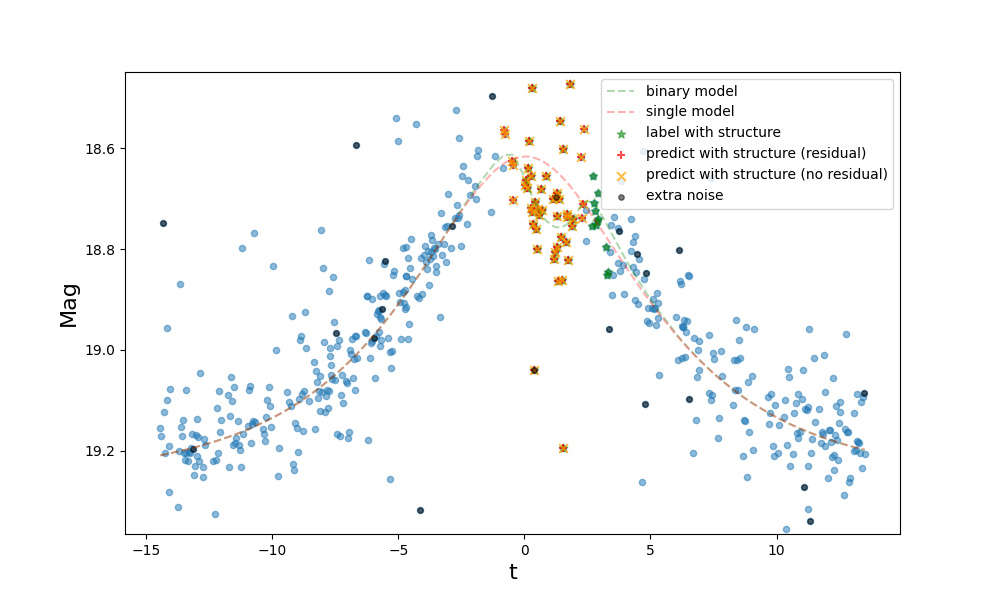 binary model
single model
label with structure
predict with structure (residual)
predict with structure (no residual)
extra noise
18.6
18.8
19.0
19.2
Mag
−15
−10
−5
0
5
10
t